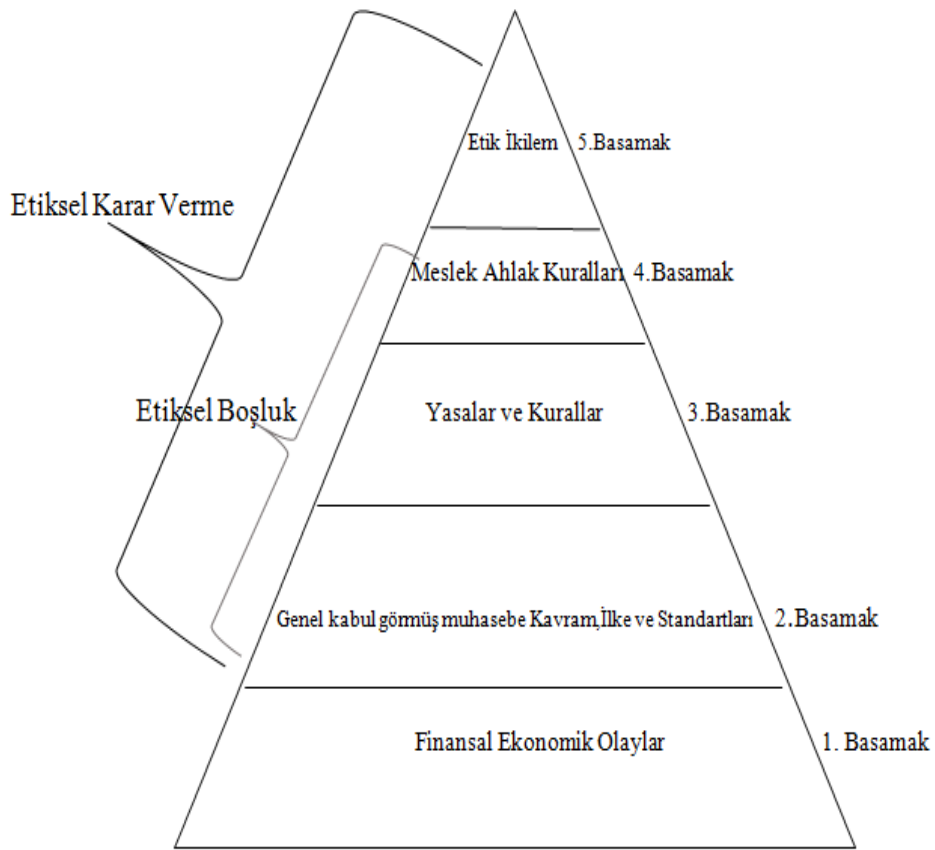 Etik İkilem 5.Basamak
Etiksel Karar Verme
Meslek Ahlak Kuralları 4.Basamak
Etiksel Boşluk
Yasalar ve Kurallar 3.Basamak
Genel kabul görmüş muhasebe Kavram,İlke ve Standartları 2.Basamak
Finansal Ekonomik Olaylar 1. Basamak